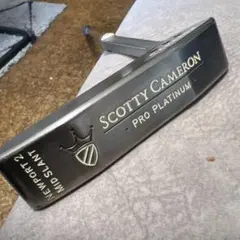 SCOTTY CAMERON
PRO PLATINUM
NEWPORT 2
MID SLANT